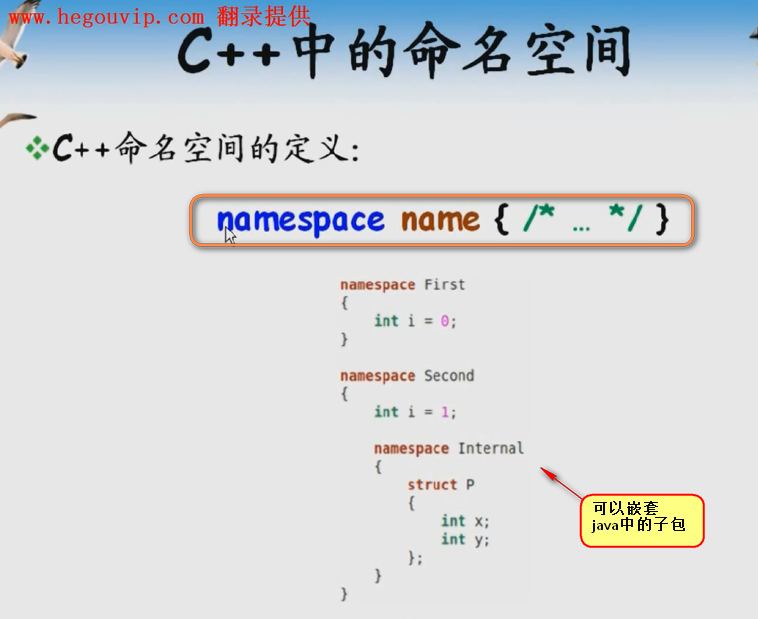 www.hegouvip.com 翻录提供
C++中的命名空间
C++命名空间的定义:
namespace name { /* … */ }
namespace First
{
    int i = 0;
}
namespace Second
{
    int i = 1;
    namespace Internal
    {
        struct P
        {
            int x;
            int y;
        };
    }
}
可以嵌套
java中的子包